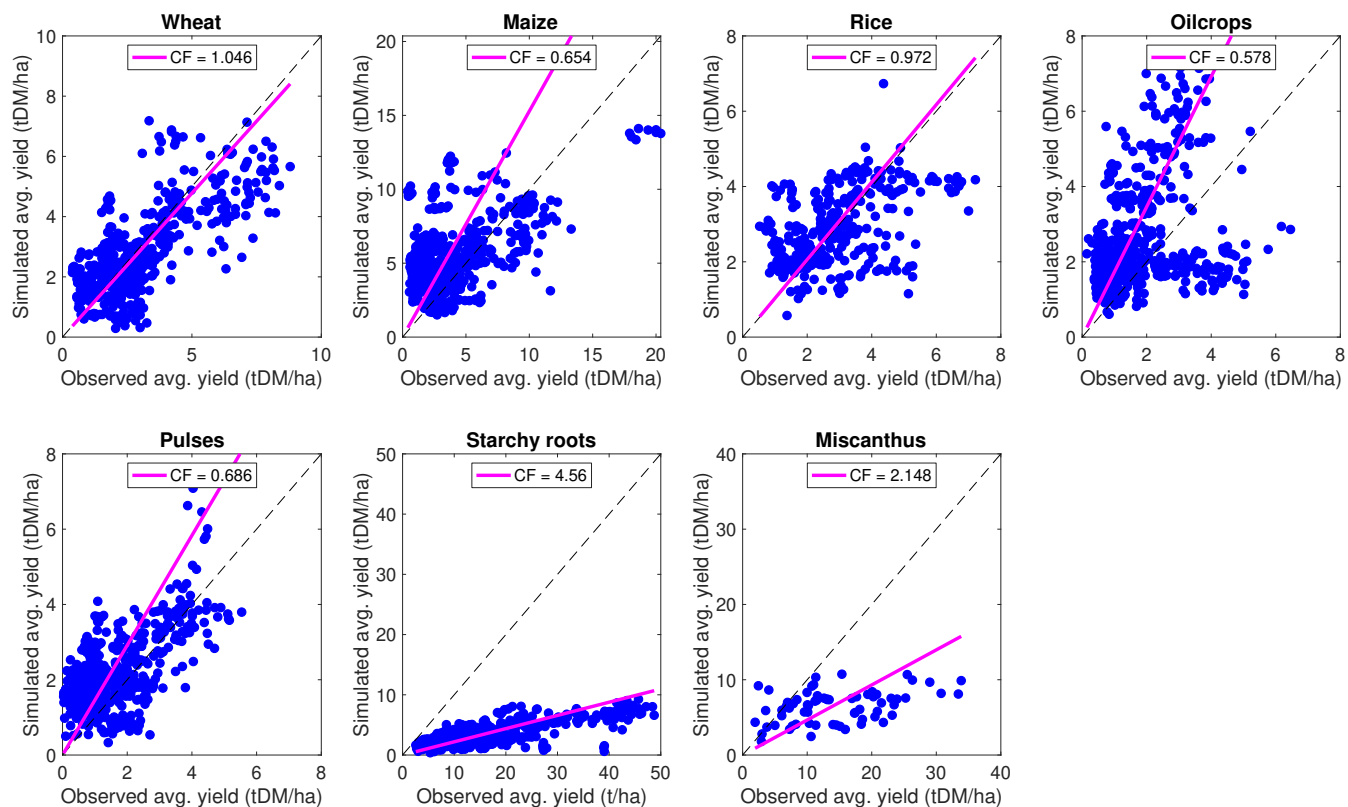 Wheat
CF = 1.046
10
8
6
4
2
0
0
5
10
Simulated avg. yield (tDM/ha)
Observed avg. yield (tDM/ha)
Maize
CF = 0.654
20
15
10
5
0
0
5
10
15
20
Simulated avg. yield (tDM/ha)
Observed avg. yield (tDM/ha)
Rice
CF = 0.972
8
6
4
2
0
0
2
4
6
8
Simulated avg. yield (tDM/ha)
Observed avg. yield (tDM/ha)
Oilcrops
CF = 0.578
8
6
4
2
0
0
2
4
6
8
Simulated avg. yield (tDM/ha)
Observed avg. yield (tDM/ha)
Pulses
CF = 0.686
8
6
4
2
0
0
2
4
6
8
Simulated avg. yield (tDM/ha)
Observed avg. yield (tDM/ha)
Starchy roots
CF = 4.56
50
40
30
20
10
0
0
10
20
30
40
50
Simulated avg. yield (tDM/ha)
Observed avg. yield (t/ha)
Miscanthus
CF = 2.148
40
30
20
10
0
0
10
20
30
40
Simulated avg. yield (tDM/ha)
Observed avg. yield (tDM/ha)